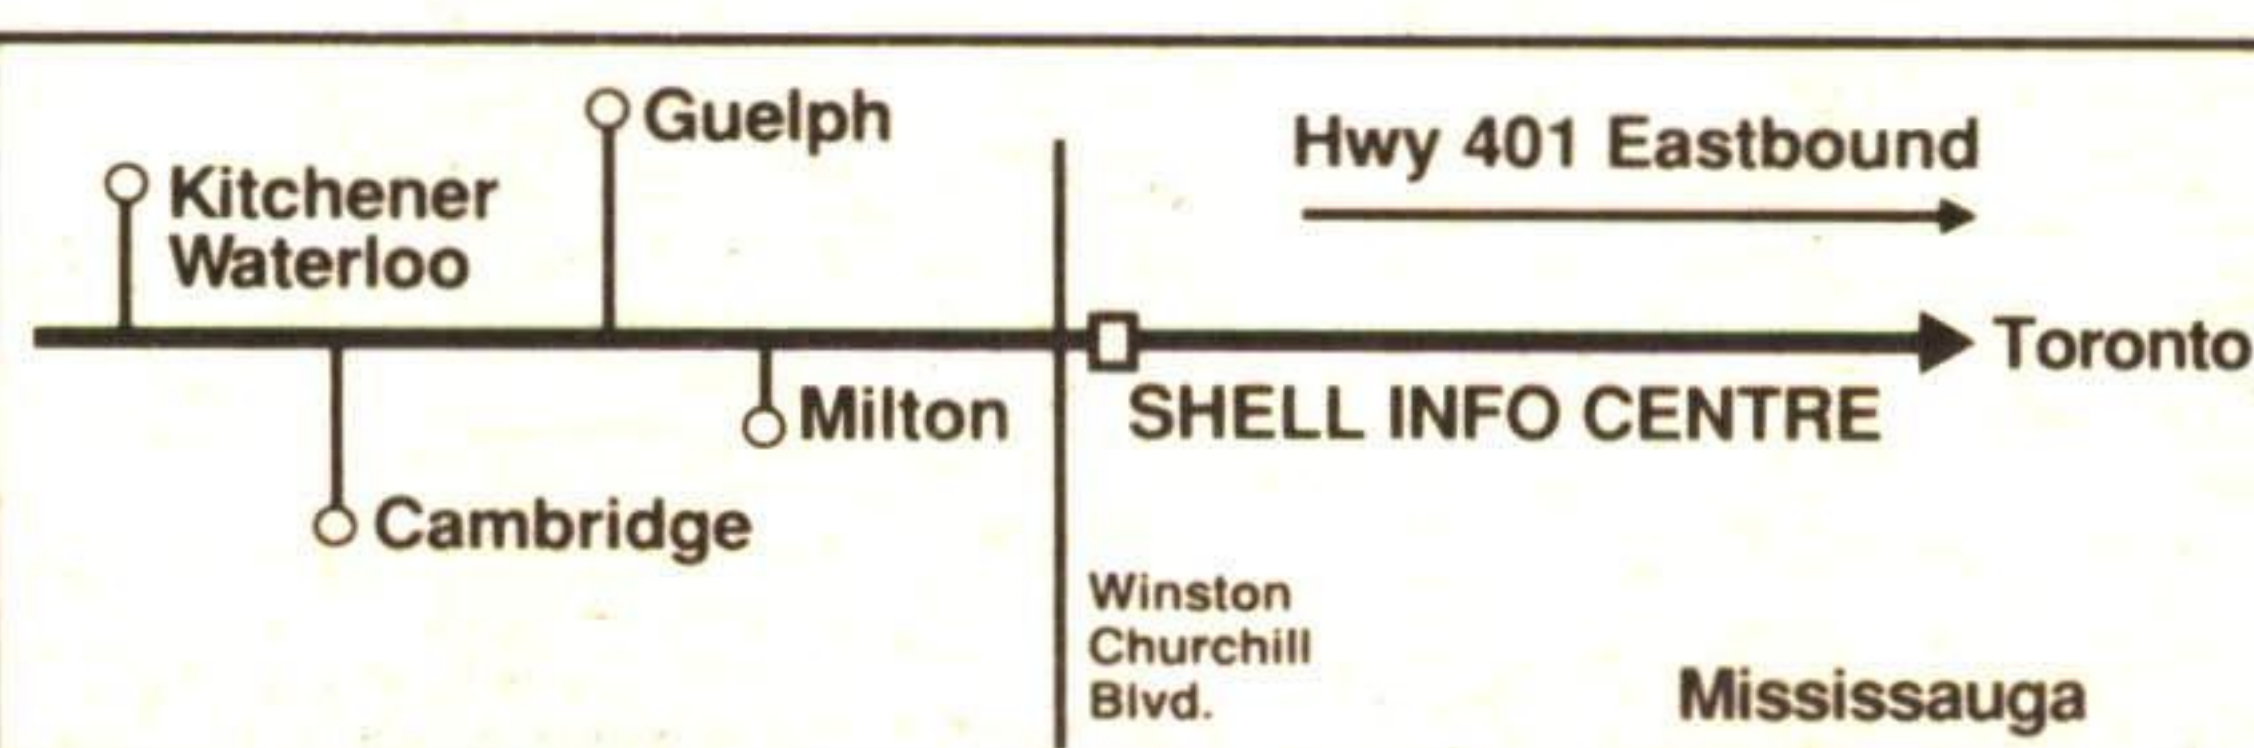 Guelph
Hwy 401 Eastbound
Kitchener
Waterloo
Toronto
Milton
SHELL INFO CENTRE
Cambridge
Winston
Churchill
Blvd.
Mississauga